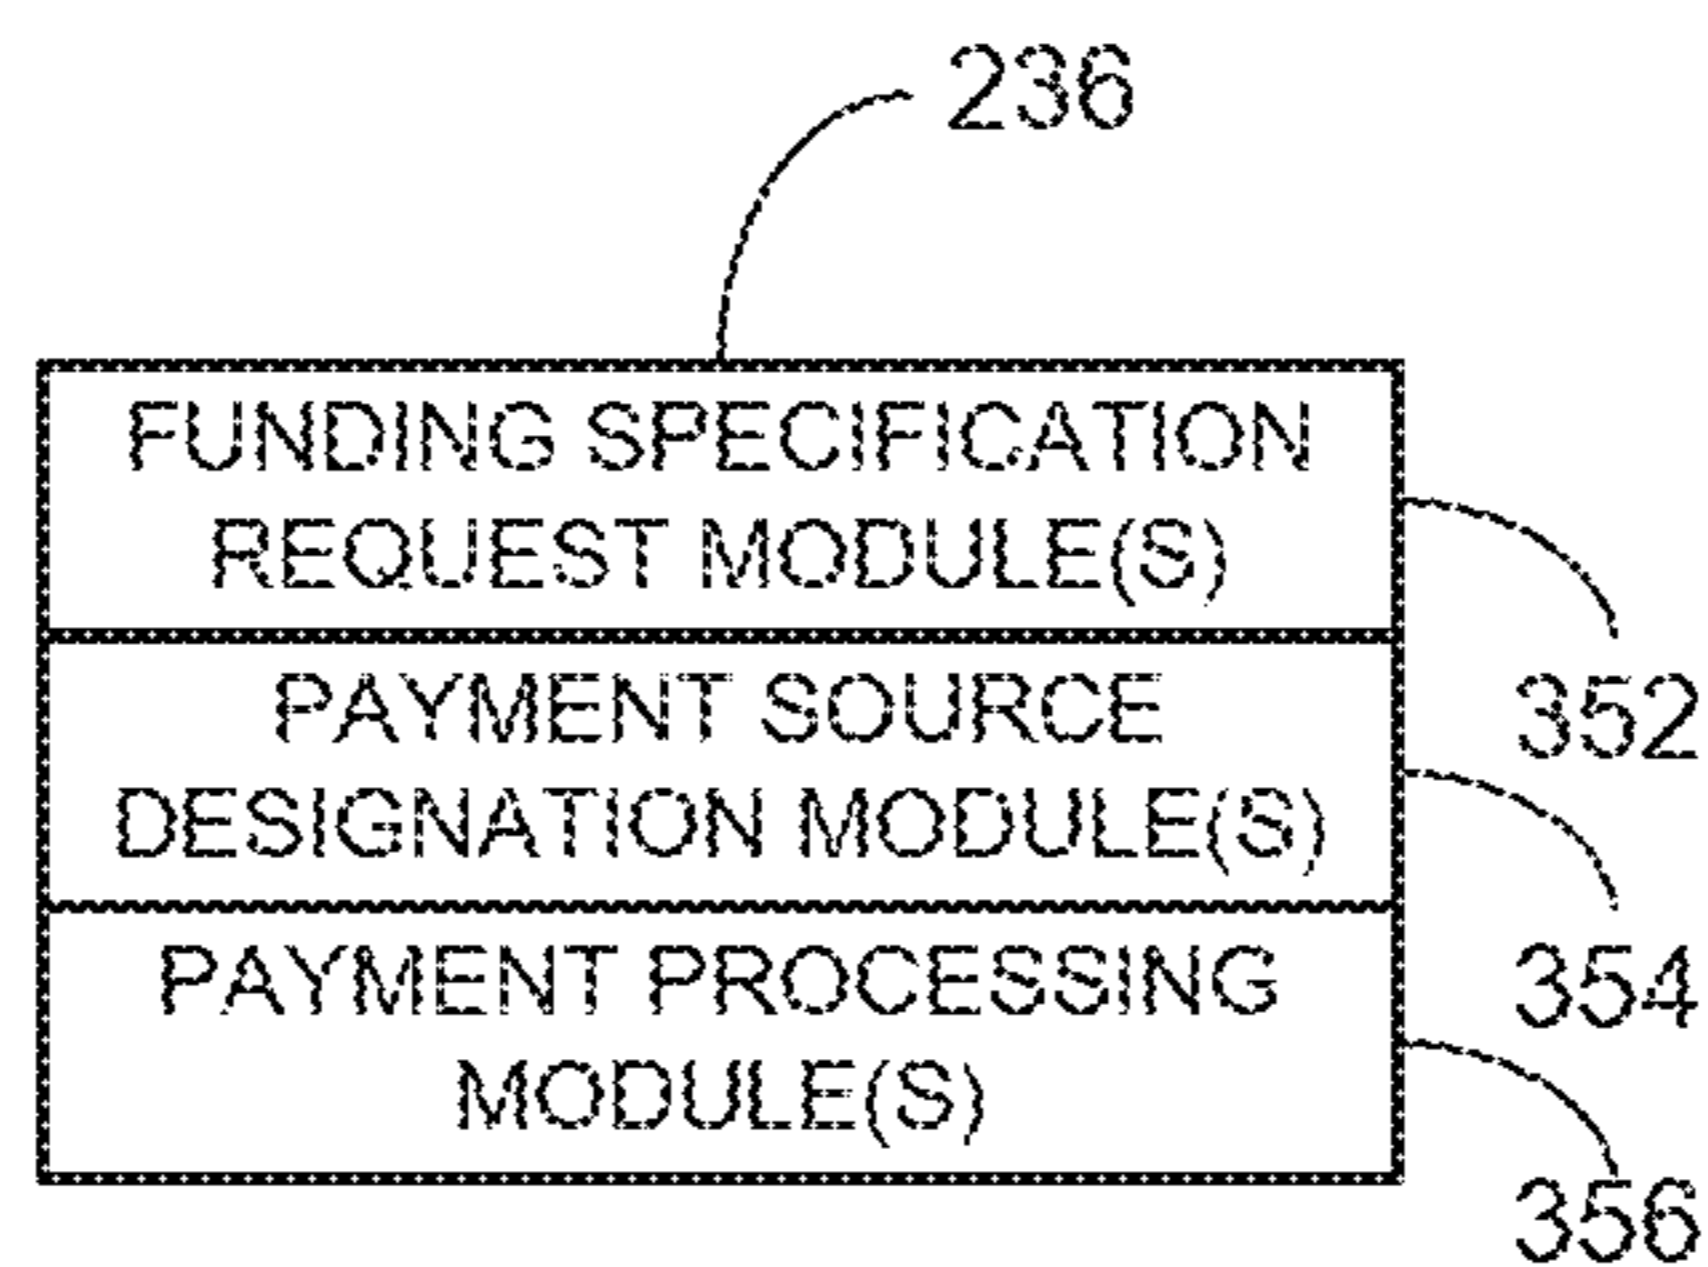 236
FUNDING SPECIFICATION
REQUEST MODULE(S)
352
PAYMENT SOURCE
DESIGNATION MODULE(S)
354
PAYMENT PROCESSING
MODULE(S)
356